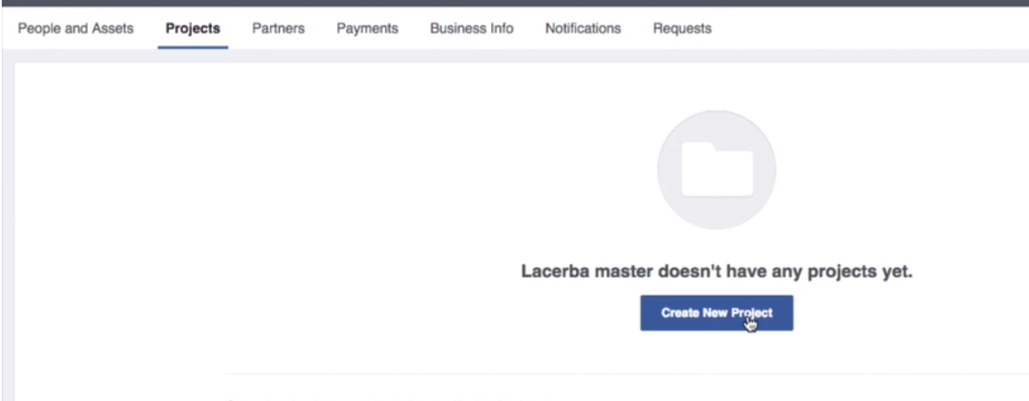 People and Assets Projects Partners Payments Business Info Notifications Requests
Lacerba master doesn't have any projects yet.
Create New Project